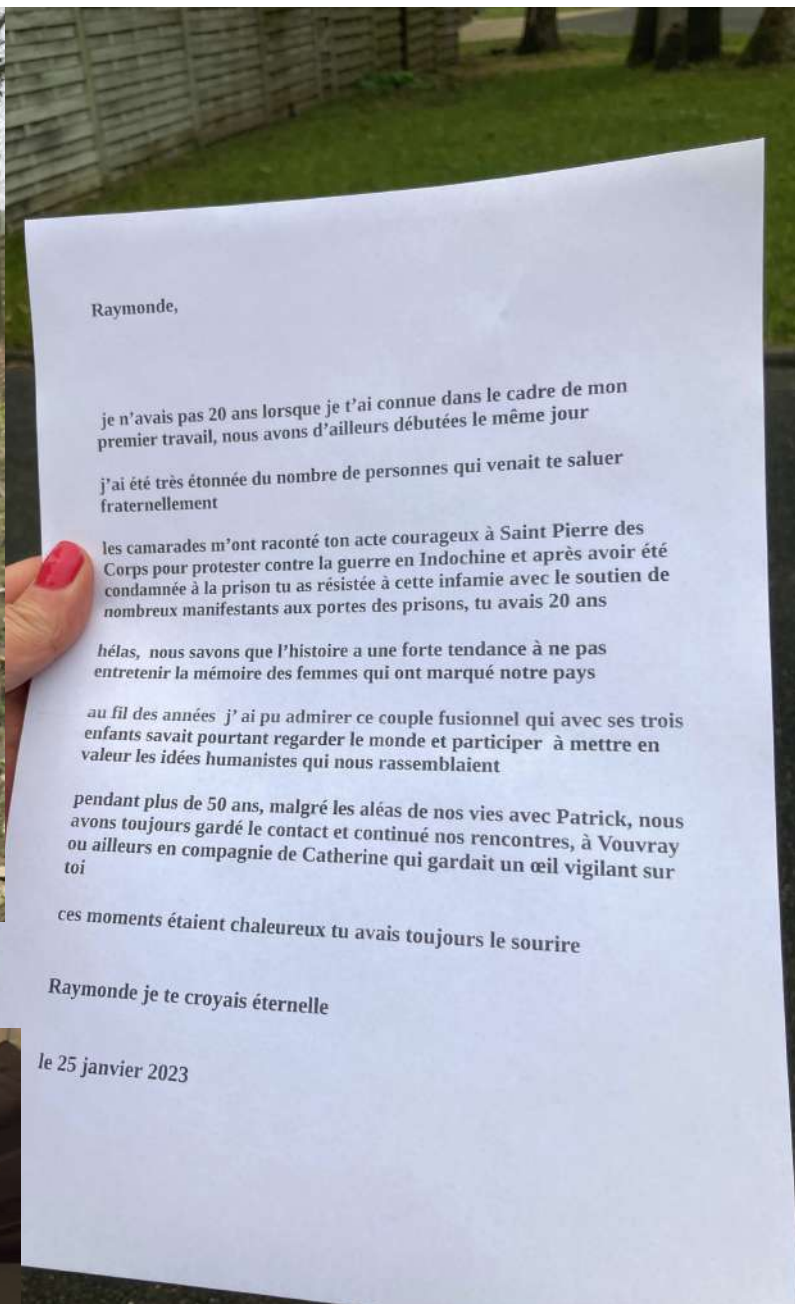 Raymonde,
je n'avais pas 20 ans lorsque je t'ai connue dans le cadre de mon
premier travail, nous avons d'ailleurs débutées le même jour
j'ai été très étonnée du nombre de personnes qui venait te saluer
fraternellement
les camarades m'ont raconté ton acte courageux à Saint Pierre des
Corps pour protester contre la guerre en Indochine et après avoir été
condamnée à la prison tu as résistée à cette infamie avec le soutien de
nombreux manifestants aux portes des prisons, tu avais 20 ans
hélas, nous savons que l'histoire a une forte tendance à ne pas
entretenir la mémoire des femmes qui ont marqué notre pays
au fil des années j' ai pu admirer ce couple fusionnel qui avec ses trois
enfants savait pourtant regarder le monde et participer à mettre en
valeur les idées humanistes qui nous rassemblaient
pendant plus de 50 ans, malgré les aléas de nos vies avec Patrick, nous
avons toujours gardé le contact et continué nos rencontres, à Vouvray
ou ailleurs en compagnie de Catherine qui gardait un œil vigilant sur
toi
ces moments étaient chaleureux tu avais toujours le sourire
Raymonde je te croyais éternelle
le 25 janvier 2023